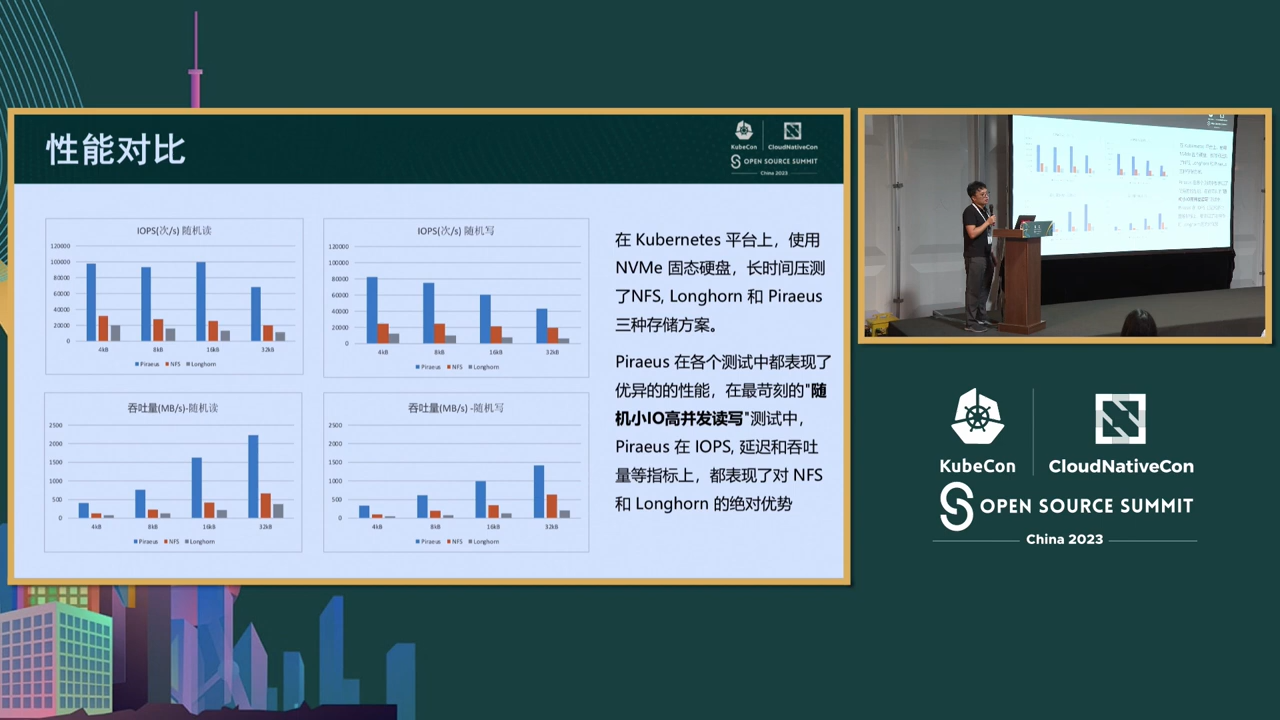 性能对比
KubeCon
CloudNativeCon
OPEN SOURCE SUMMIT
China 2023
IOPS(次/s) 随机读
120000
100000
80000
60000
40000
20000
0
4kB 8kB 16kB 32kB
Piraeus NFS Longhorn
IOPS(次/s) 随机写
120000
100000
80000
60000
40000
20000
0
4kB 8kB 16kB 32kB
Piraeus NFS Longhorn
吞吐量(MB/s)-随机读
2500
2000
1500
1000
500
0
4kB 8kB 16kB 32kB
Piraeus NFS Longhorn
吞吐量(MB/s) -随机写
2500
2000
1500
1000
500
0
4kB 8kB 16kB 32kB
Piraeus NFS Longhorn
在 Kubernetes 平台上，使用
NVMe 固态硬盘，长时间压测
了NFS, Longhorn 和 Piraeus
三种存储方案。
Piraeus 在各个测试中都表现了
优异的的性能，在最苛刻的"随
机小IO高并发读写"测试中，
Piraeus 在 IOPS, 延迟和吞吐
量等指标上，都表现了对 NFS
和 Longhorn 的绝对优势
KubeCon
CloudNativeCon
OPEN SOURCE SUMMIT
China 2023